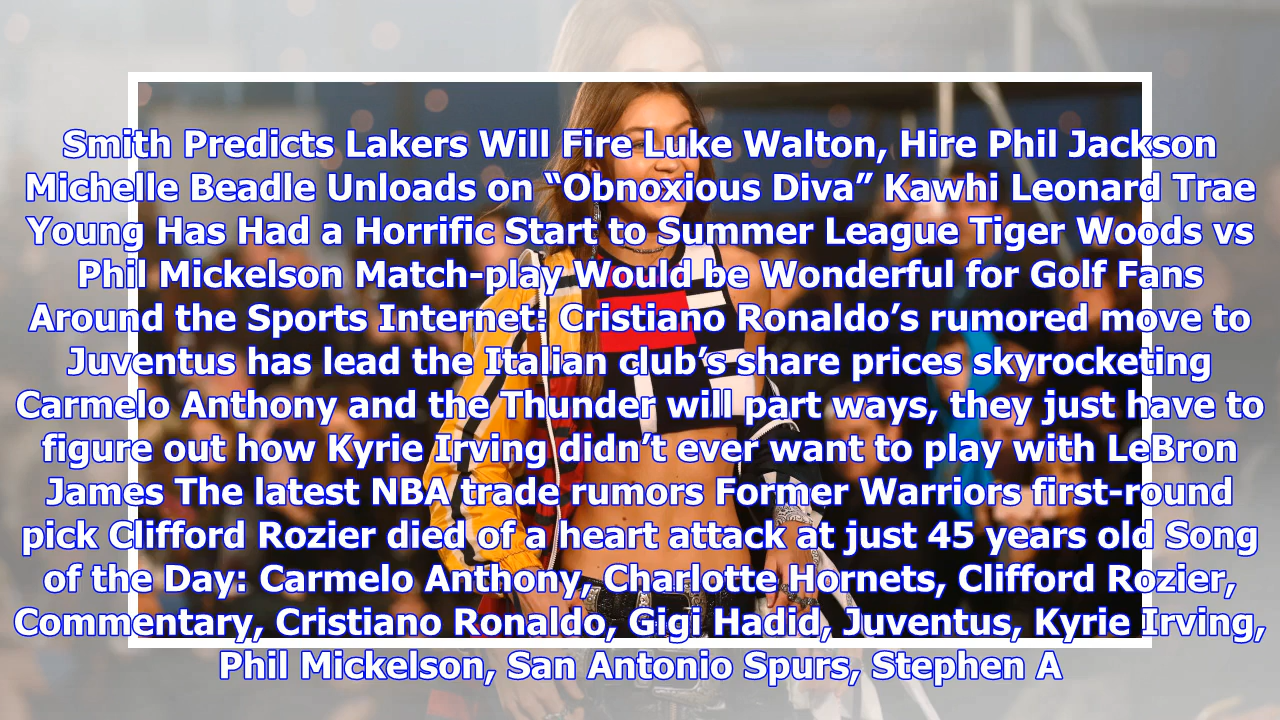 Smith Predicts Lakers Will Fire Luke Walton, Hire Phil Jackson
Michelle Beadle Unloads on “Obnoxious Diva” Kawhi Leonard Trae
Young Has Had a Horrific Start to Summer League Tiger Woods vs
Phil Mickelson Match-play Would be Wonderful for Golf Fans
Around the Sports Internet: Cristiano Ronaldo’s rumored move to
Juventus has lead the Italian club’s share prices skyrocketing
Carmelo Anthony and the Thunder will part ways, they just have to
figure out how Kyrie Irving didn’t ever want to play with LeBron
James The latest NBA trade rumors Former Warriors first-round
pick Clifford Rozier died of a heart attack at just 45 years old Song
of the Day: Carmelo Anthony, Charlotte Hornets, Clifford Rozier,
Commentary, Cristiano Ronaldo, Gigi Hadid, Juventus, Kyrie Irving,
Phil Mickelson, San Antonio Spurs, Stephen A